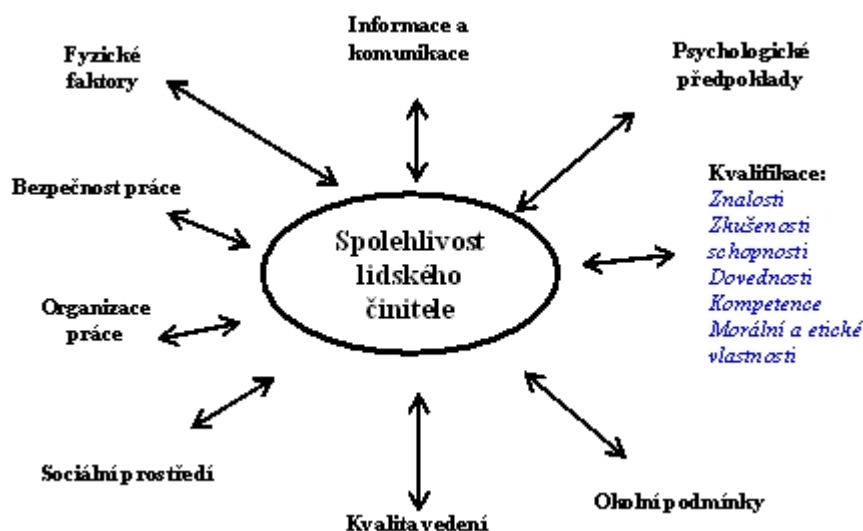 Informace a
komunikace
Fyzické
faktory
Psychologické
předpoklady
Bezpečnost práce
Kvalifikace:
Znalosti
Zkušenosti
schopnosti
Dovednosti
Kompetence
Morální a etické
vlastnosti
Spolehlivost
lidského
činitele
Organizace
práce
Sociální prostředí
Kvalita vedení
Okolní podmínky